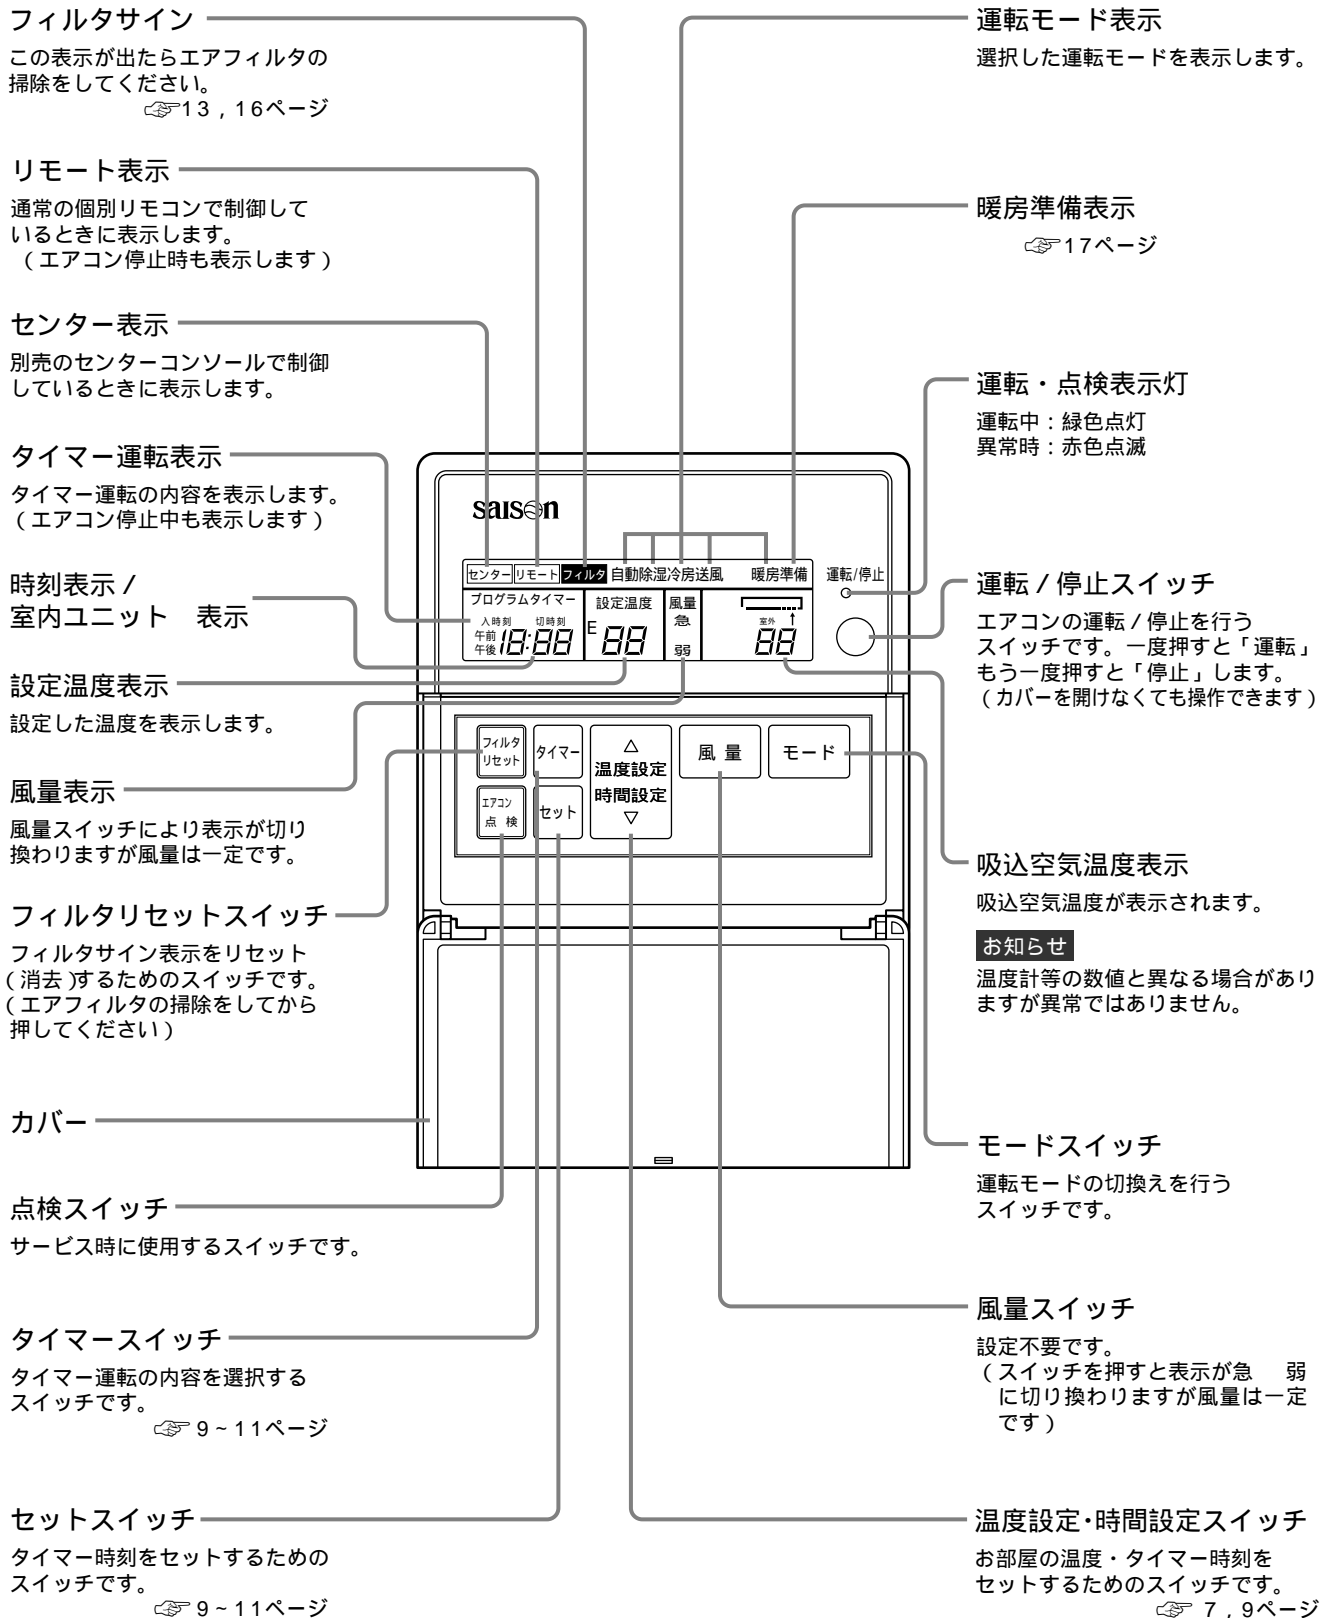 フィルタサイン
この表示が出たらエアフィルタの
掃除をしてください。
☞13，16ページ
リモート表示
通常の個別リモコンで制御して
いるときに表示します。
（エアコン停止時も表示します）
センター表示
別売のセンターコンソールで制御
しているときに表示します。
タイマー運転表示
タイマー運転の内容を表示します。
（エアコン停止中も表示します）
時刻表示 /
室内ユニット　表示
設定温度表示
設定した温度を表示します。
風量表示
風量スイッチにより表示が切り
換わりますが風量は一定です。
フィルタリセットスイッチ
フィルタサイン表示をリセット
（消去）するためのスイッチです。
（エアフィルタの掃除をしてから
押してください）
カバー
点検スイッチ
サービス時に使用するスイッチです。
タイマースイッチ
タイマー運転の内容を選択する
スイッチです。
☞ 9 ~ 11ページ
セットスイッチ
タイマー時刻をセットするための
スイッチです。
☞ 9 ~ 11ページ
saison
センター リモート フィルタ 自動除湿冷房送風 暖房準備 運転/停止
プログラムタイマー 設定温度 風量
入時刻 切時刻 E 急 室外 ↑
午前 18:88 88 88
午後 弱
フィルタ
リセット
タイマー
△
温度設定
時間設定
▽
風 量
モード
エアコン
点 検
セット
運転モード表示
選択した運転モードを表示します。
暖房準備表示
☞17ページ
運転・点検表示灯
運転中：緑色点灯
異常時：赤色点滅
運転 / 停止スイッチ
エアコンの運転 / 停止を行う
スイッチです。一度押すと「運転」
もう一度押すと「停止」します。
（カバーを開けなくても操作できます）
吸込空気温度表示
吸込空気温度が表示されます。
お知らせ
温度計等の数値と異なる場合があり
ますが異常ではありません。
モードスイッチ
運転モードの切換えを行う
スイッチです。
風量スイッチ
設定不要です。
（スイッチを押すと表示が急　弱
に切り換わりますが風量は一定
です）
温度設定・時間設定スイッチ
お部屋の温度・タイマー時刻を
セットするためのスイッチです。
☞ 7，9ページ